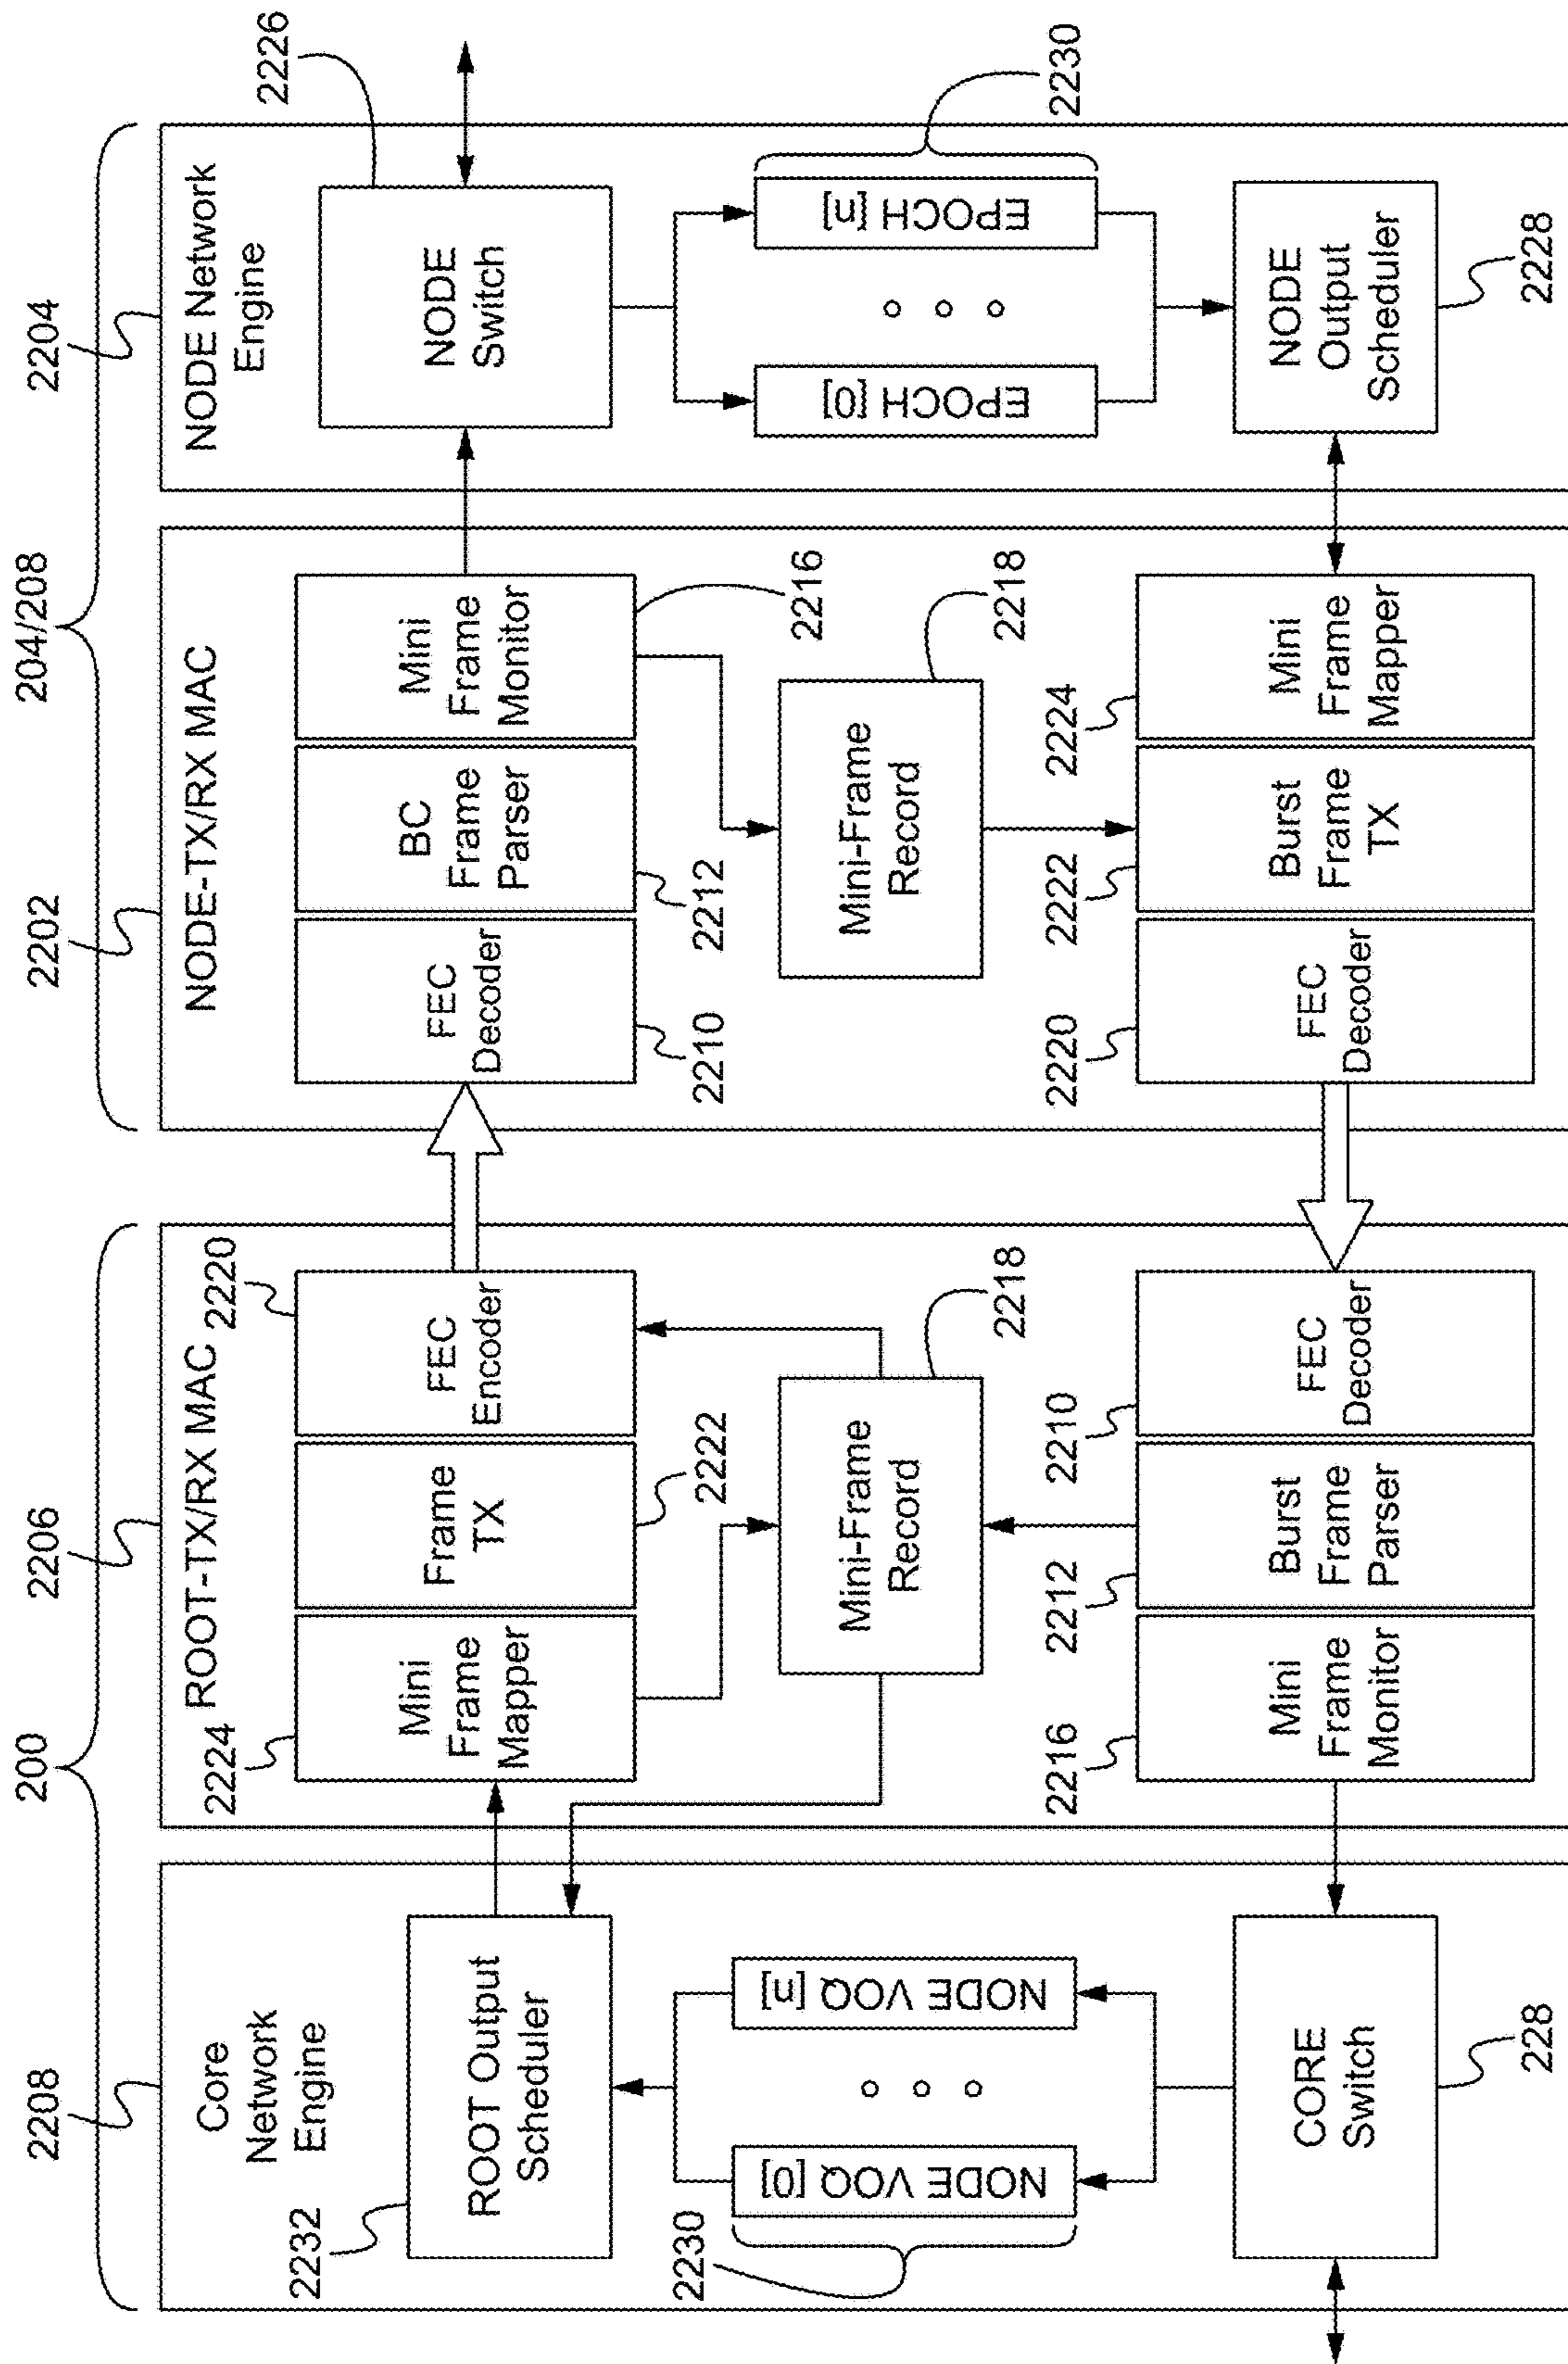 200
204/208
2208
2206
2202
2204
Core
Network
Engine
ROOT-TX/RX MAC
NODE-TX/RX MAC
NODE Network
Engine
2232
ROOT Output
Scheduler
2224
Mini
Frame
Mapper
Frame
TX
2222
FEC
Encoder
2220
FEC
Decoder
2210
BC
Frame
Parser
2212
Mini
Frame
Monitor
2216
NODE
Switch
2226
2230
NODE VOQ [0]
NODE VOQ [n]
Mini-Frame
Record
2218
Mini-Frame
Record
2218
EPOCH [0]
EPOCH [n]
2230
CORE
Switch
228
2216
Mini
Frame
Monitor
2212
Burst
Frame
Parser
2210
FEC
Decoder
2220
FEC
Decoder
2222
Burst
Frame
TX
2224
Mini
Frame
Mapper
NODE
Output
Scheduler
2228